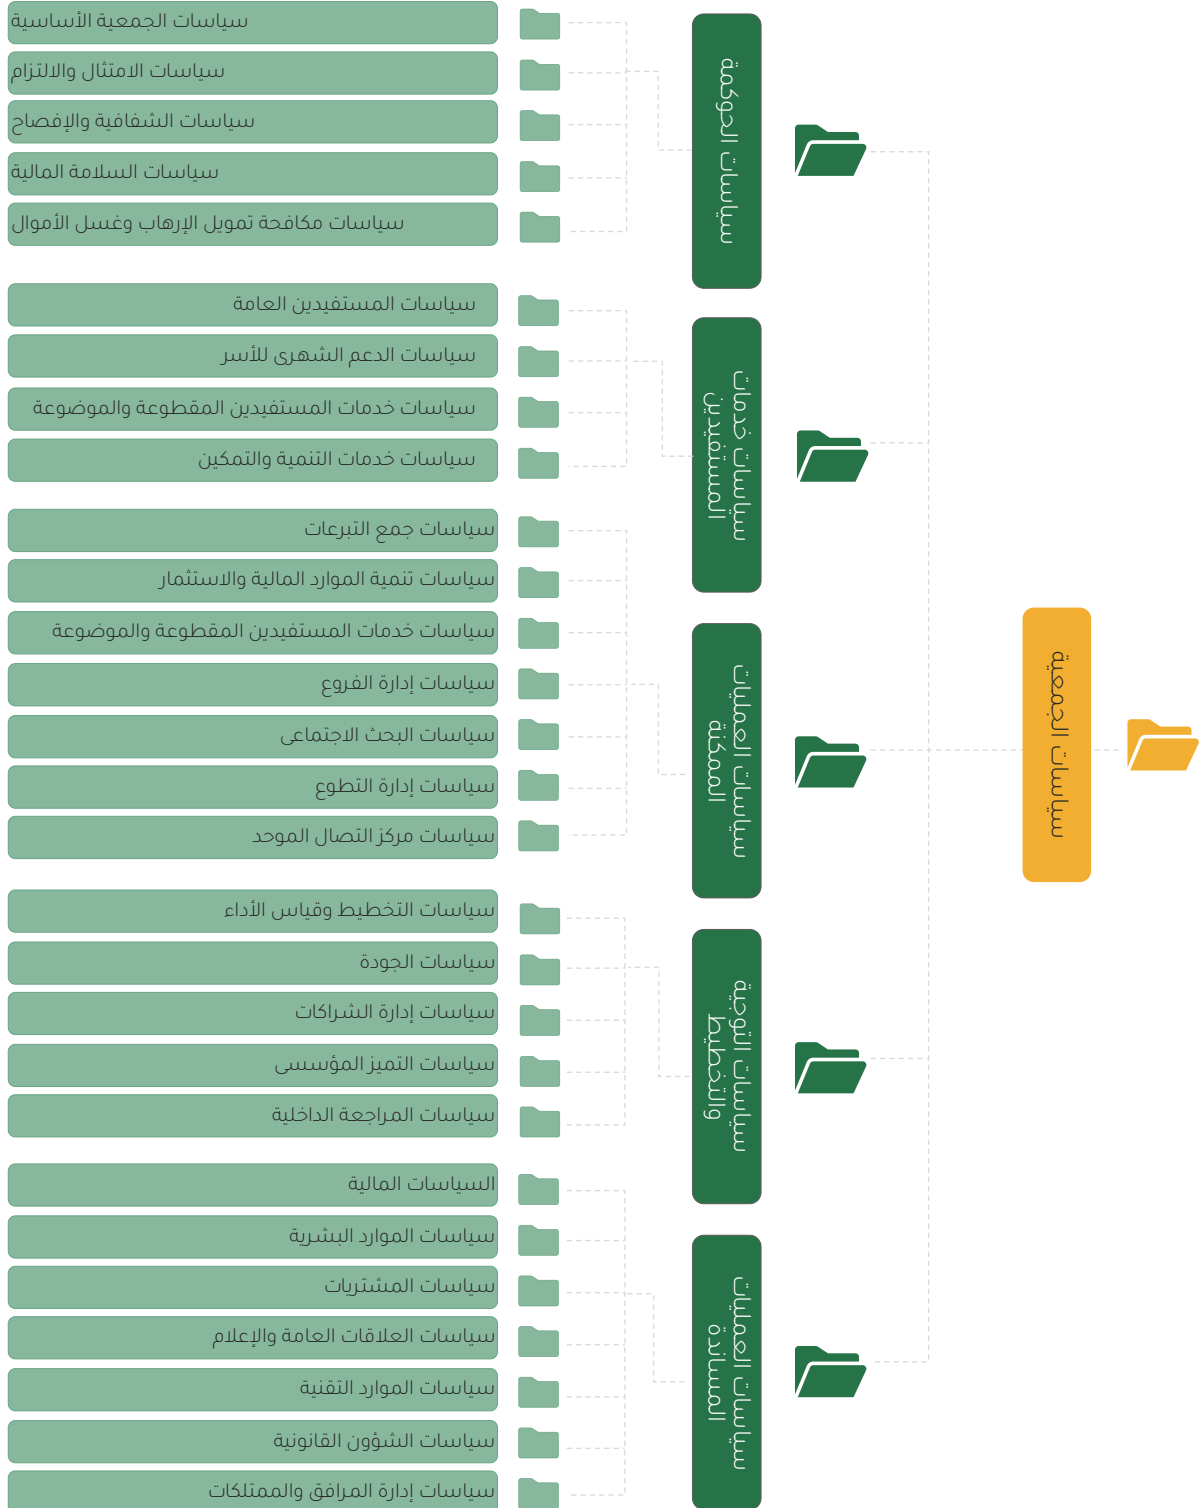 سياسات الجمعية
سياسات الحوكمة
سياسات الجمعية الأساسية
سياسات الامتثال والالتزام
سياسات الشفافية والإفصاح
سياسات السلامة المالية
سياسات مكافحة تمويل الإرهاب وغسل الأموال
سياسات خدمات
المستفيدين
سياسات المستفيدين العامة
سياسات الدعم الشهري للأسر
سياسات خدمات المستفيدين المقطوعة والموضوعة
سياسات خدمات التنمية والتمكين
سياسات العمليات
الممكنة
سياسات جمع التبرعات
سياسات تنمية الموارد المالية والاستثمار
سياسات خدمات المستفيدين المقطوعة والموضوعة
سياسات إدارة الفروع
سياسات البحث الاجتماعي
سياسات إدارة التطوع
سياسات مركز التصال الموحد
سياسات التوجية
والتخطيط
سياسات التخطيط وقياس الأداء
سياسات الجودة
سياسات إدارة الشراكات
سياسات التميز المؤسسي
سياسات المراجعة الداخلية
سياسات العمليات
المساندة
السياسات المالية
سياسات الموارد البشرية
سياسات المشتريات
سياسات العلاقات العامة والإعلام
سياسات الموارد التقنية
سياسات الشؤون القانونية
سياسات إدارة المرافق والممتلكات